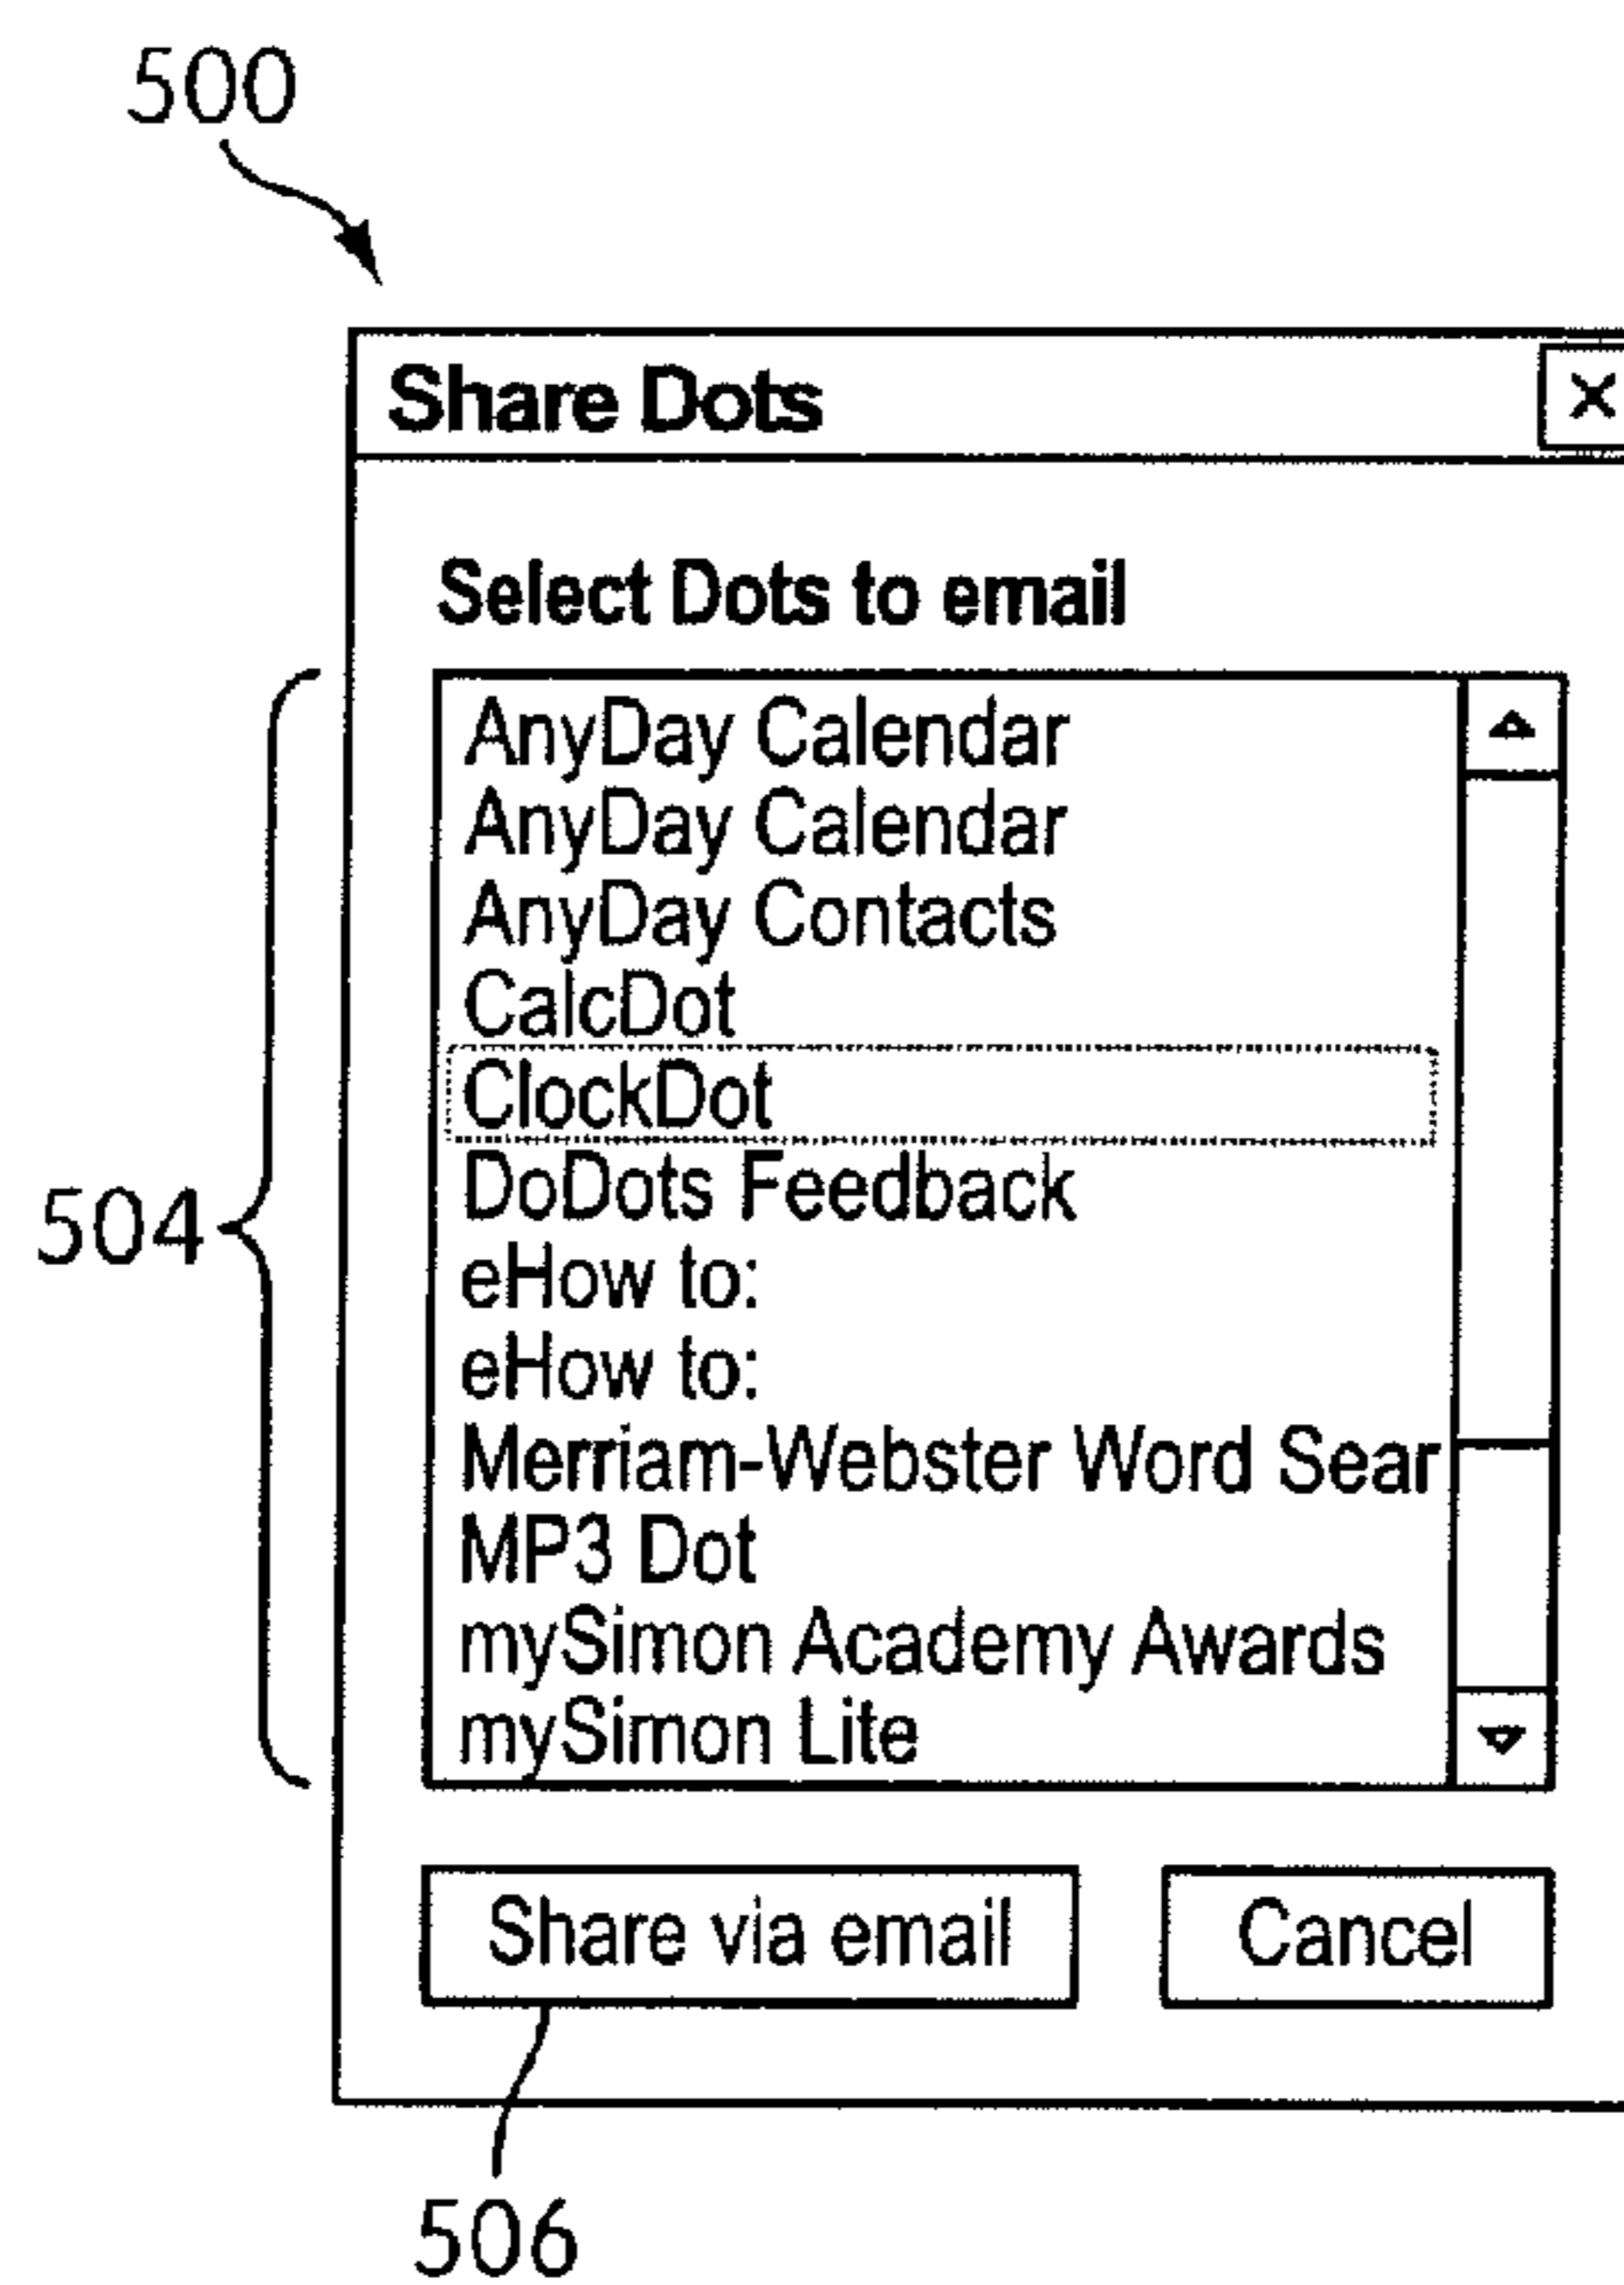 500
Share Dots
X
Select Dots to email
AnyDay Calendar
AnyDay Calendar
AnyDay Contacts
CalcDot
ClockDot
504
DoDots Feedback
eHow to:
eHow to:
Merriam-Webster Word Sear
MP3 Dot
mySimon Academy Awards
mySimon Lite
Share via email Cancel
506